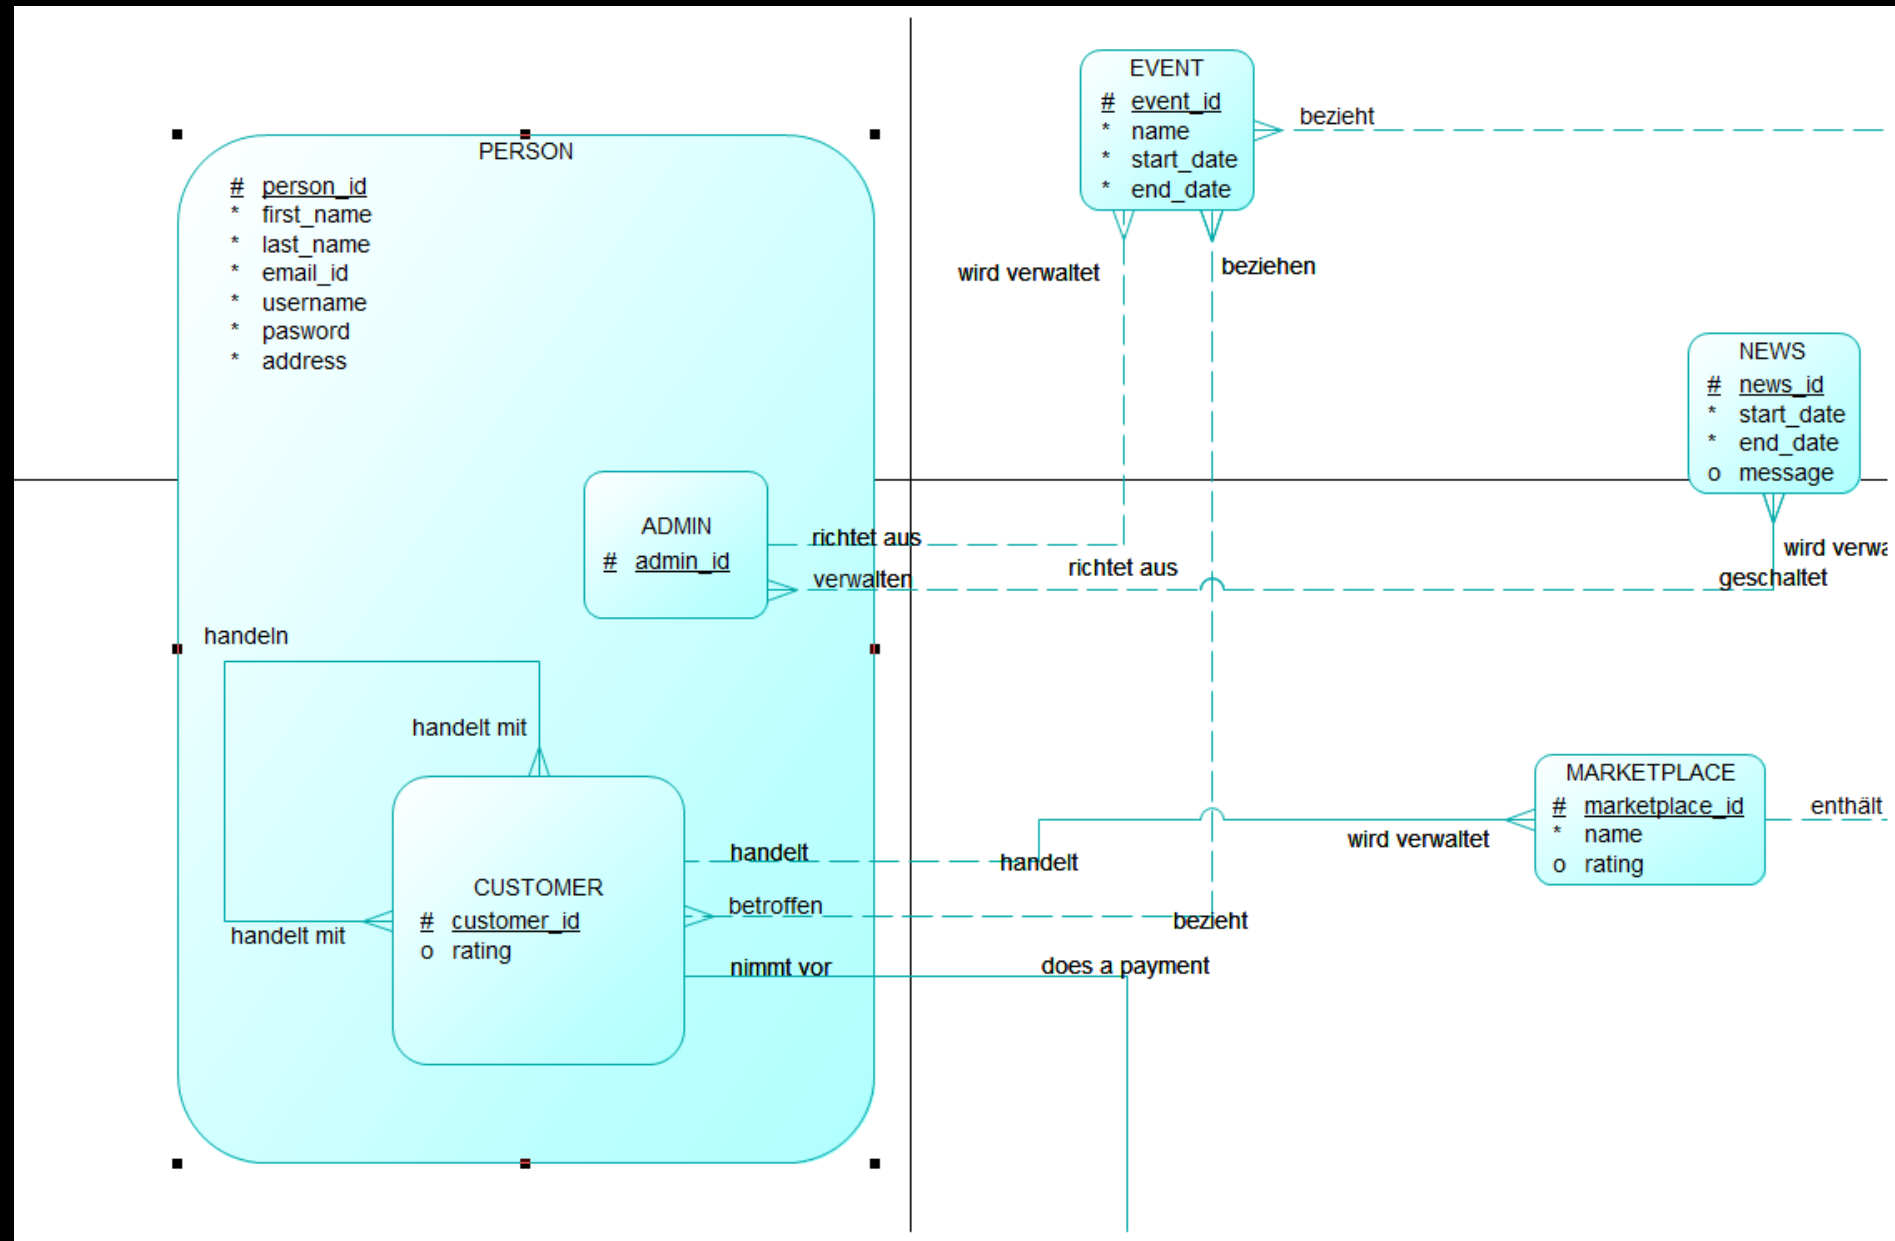 PERSON
# person_id
* first_name
* last_name
* email_id
* username
* pasword
* address
ADMIN
# admin_id
handeln
handelt mit
handelt mit
CUSTOMER
# customer_id
o rating
EVENT
# event_id
* name
* start_date
* end_date
bezieht
wird verwaltet
beziehen
NEWS
# news_id
* start_date
* end_date
o message
richtet aus
richtet aus
verwalten
wird verwa
geschaltet
MARKETPLACE
# marketplace_id
* name
o rating
enthält
wird verwaltet
handelt
handelt
betroffen
bezieht
nimmt vor
does a payment